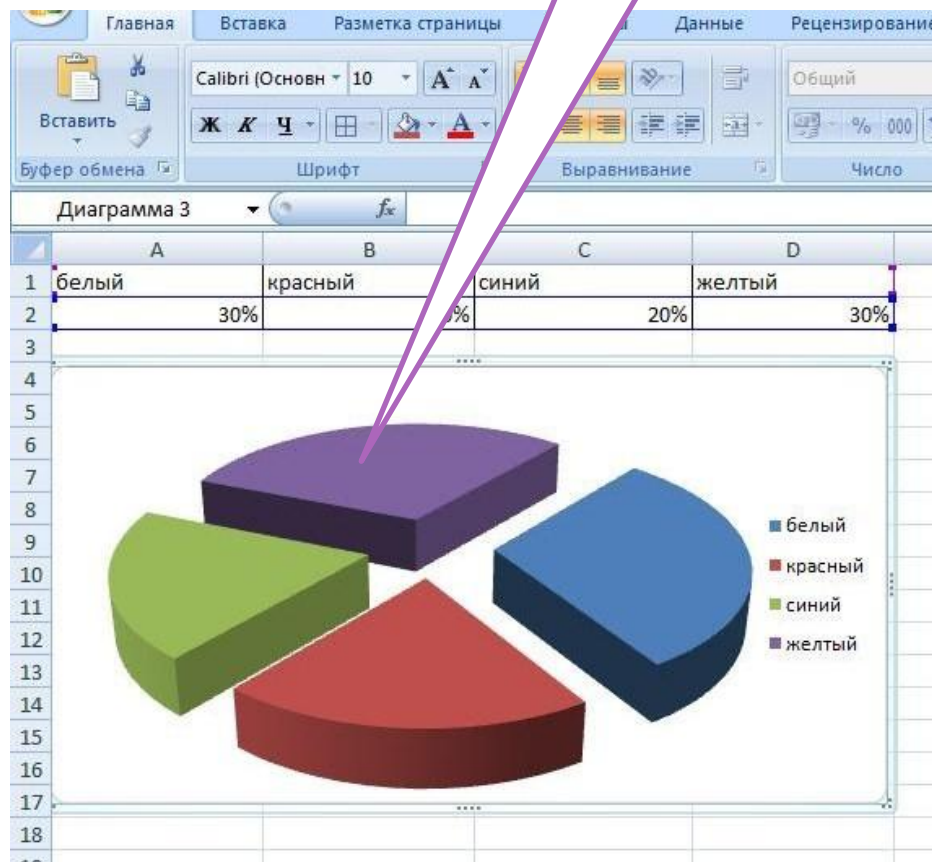 Главная Вставка Разметка страницы Данные Рецензирование
Calibri (Основн 10 А А Общий
Вставить Ж К Ч А % 000
Буфер обмена Шрифт Выравнивание Число
Диаграмма 3 fx
A B C D
1 белый красный синий желтый
2 30% % 20% 30%
3
4
5
6
7
8 белый
9
10 красный
11 синий
12 желтый
13
14
15
16
17
18